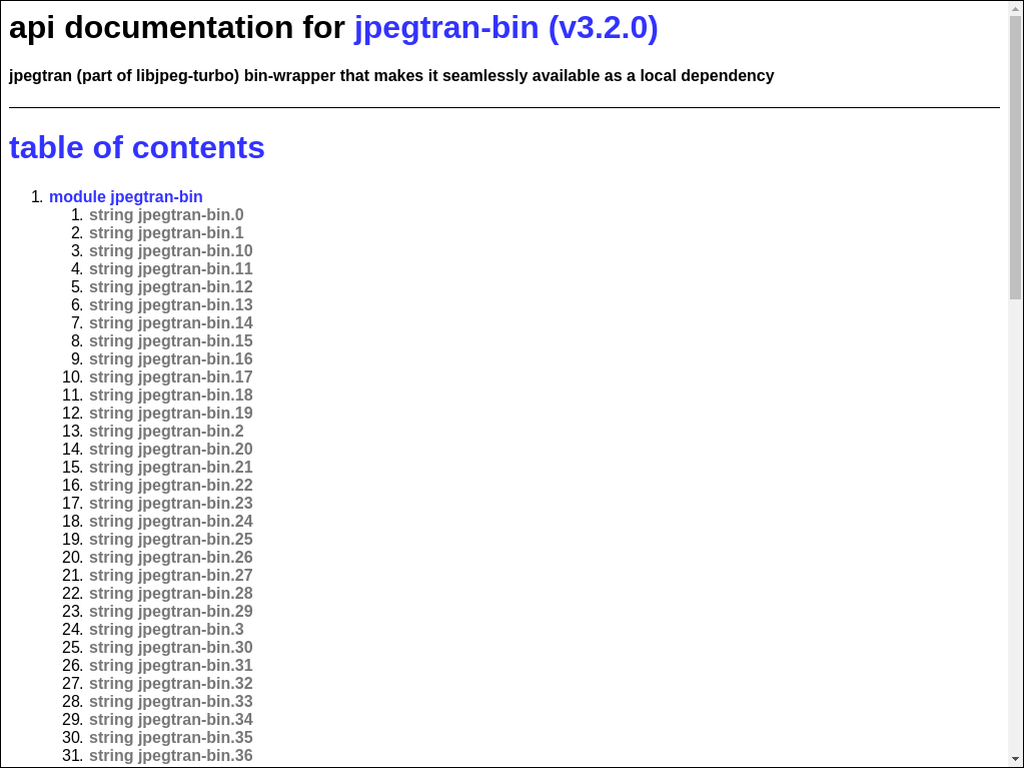 api documentation for jpegtran-bin (v3.2.0)
jpegtran (part of libjpeg-turbo) bin-wrapper that makes it seamlessly available as a local dependency
table of contents
1. module jpegtran-bin
1. string jpegtran-bin.0
2. string jpegtran-bin.1
3. string jpegtran-bin.10
4. string jpegtran-bin.11
5. string jpegtran-bin.12
6. string jpegtran-bin.13
7. string jpegtran-bin.14
8. string jpegtran-bin.15
9. string jpegtran-bin.16
10. string jpegtran-bin.17
11. string jpegtran-bin.18
12. string jpegtran-bin.19
13. string jpegtran-bin.2
14. string jpegtran-bin.20
15. string jpegtran-bin.21
16. string jpegtran-bin.22
17. string jpegtran-bin.23
18. string jpegtran-bin.24
19. string jpegtran-bin.25
20. string jpegtran-bin.26
21. string jpegtran-bin.27
22. string jpegtran-bin.28
23. string jpegtran-bin.29
24. string jpegtran-bin.3
25. string jpegtran-bin.30
26. string jpegtran-bin.31
27. string jpegtran-bin.32
28. string jpegtran-bin.33
29. string jpegtran-bin.34
30. string jpegtran-bin.35
31. string jpegtran-bin.36